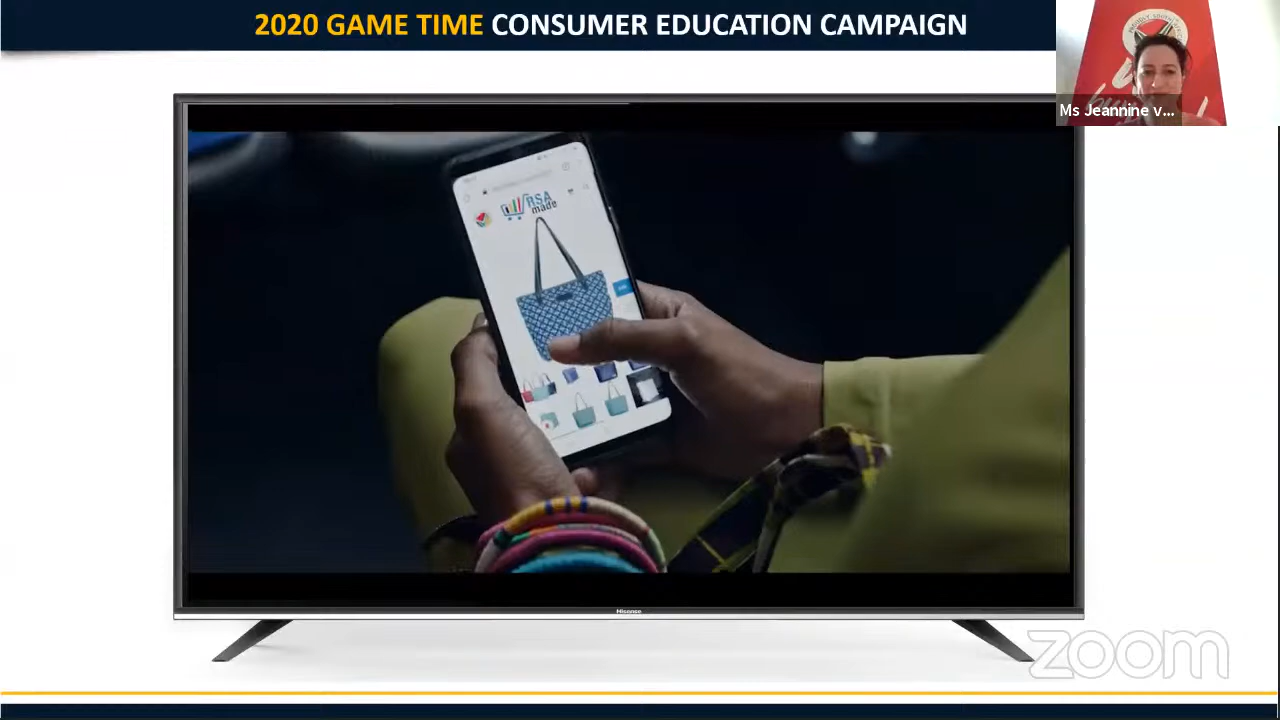 2020 GAME TIME CONSUMER EDUCATION CAMPAIGN
Ms Jeannine v...
RSA
made
Hisense
zoom